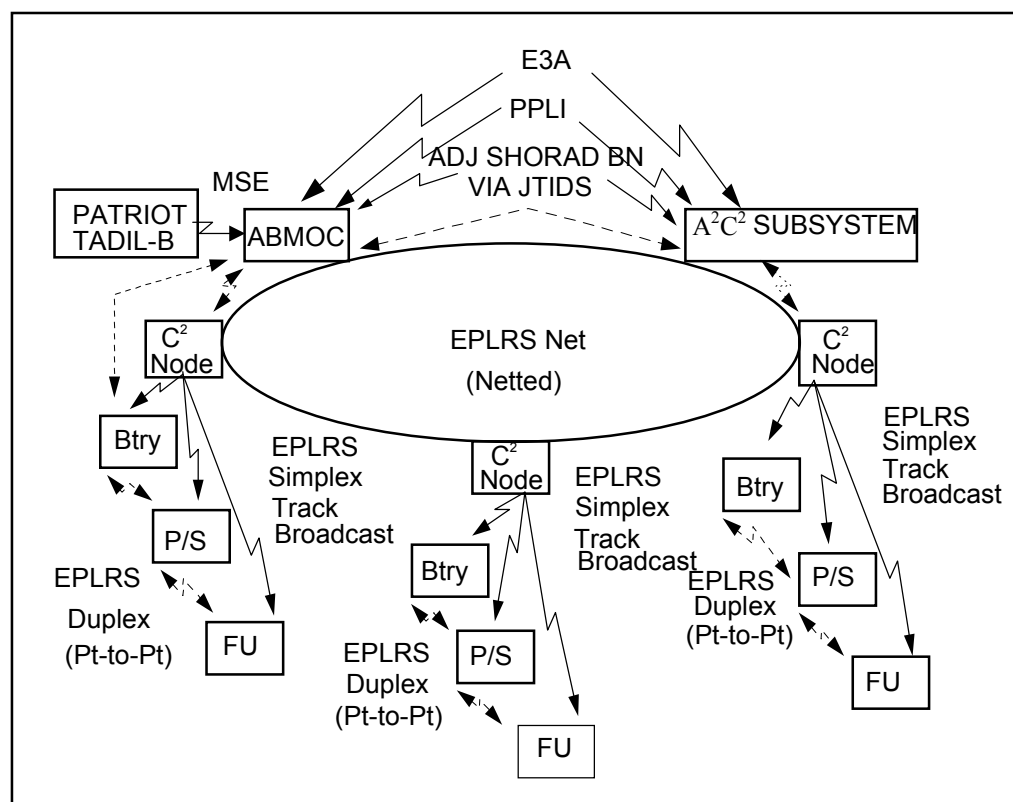 E3A
PPLI
ADJ SHORAD BN
VIA JTIDS
MSE
PATRIOT
TADIL-B
ABMOC
A²C² SUBSYSTEM
EPLRS Net
(Netted)
C²
Node
Btry
P/S
FU
EPLRS
Simplex
Track
Broadcast
EPLRS
Duplex
(Pt-to-Pt)
C²
Node
Btry
P/S
FU
EPLRS
Simplex
Track
Broadcast
EPLRS
Duplex
(Pt-to-Pt)
C²
Node
Btry
P/S
FU
EPLRS
Simplex
Track
Broadcast
EPLRS
Duplex
(Pt-to-Pt)